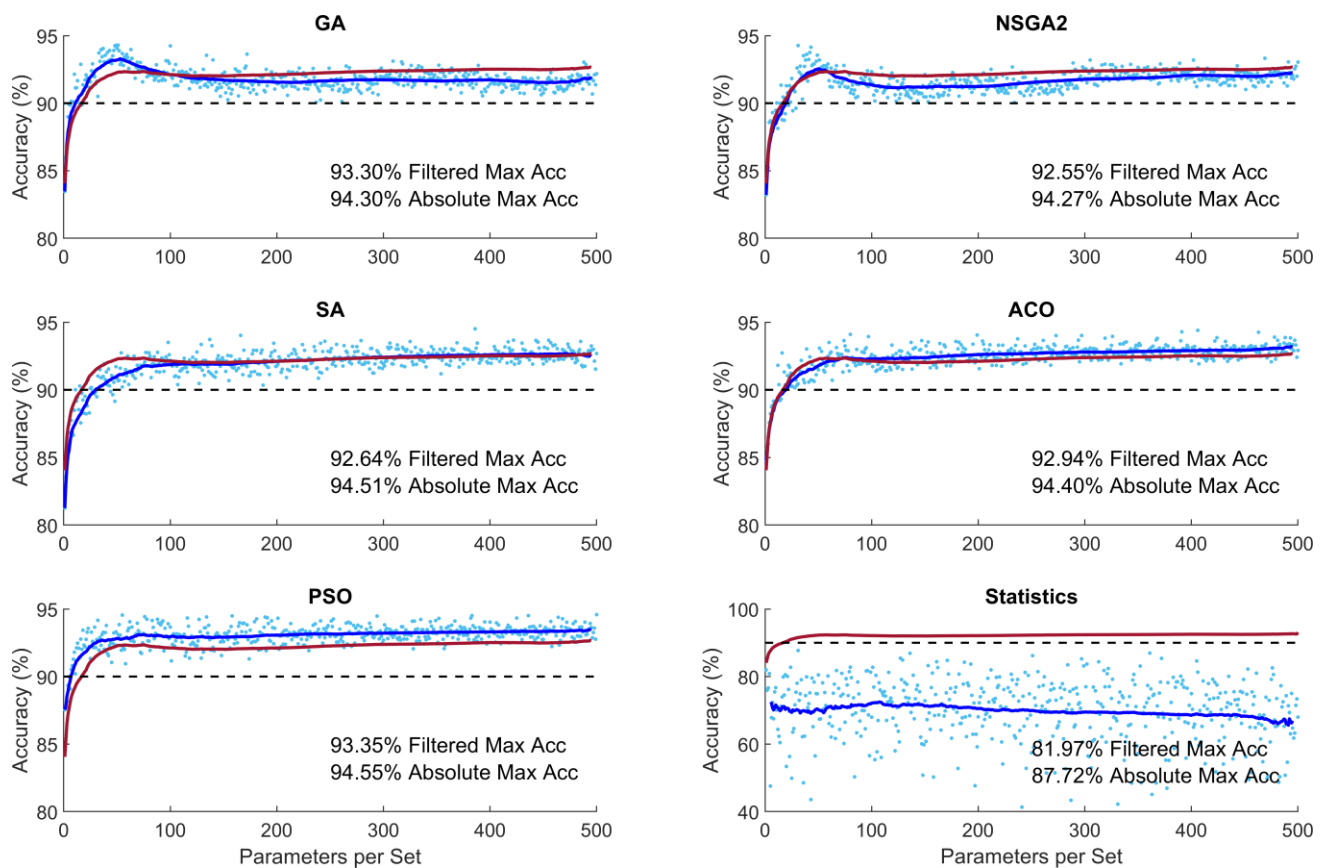 GA
95
90
85
80
Accuracy (%)
93.30% Filtered Max Acc
94.30% Absolute Max Acc
0 100 200 300 400 500
NSGA2
95
90
85
80
Accuracy (%)
92.55% Filtered Max Acc
94.27% Absolute Max Acc
0 100 200 300 400 500
SA
95
90
85
80
Accuracy (%)
92.64% Filtered Max Acc
94.51% Absolute Max Acc
0 100 200 300 400 500
ACO
95
90
85
80
Accuracy (%)
92.94% Filtered Max Acc
94.40% Absolute Max Acc
0 100 200 300 400 500
PSO
95
90
85
80
Accuracy (%)
93.35% Filtered Max Acc
94.55% Absolute Max Acc
0 100 200 300 400 500
Parameters per Set
Statistics
100
80
60
40
Accuracy (%)
81.97% Filtered Max Acc
87.72% Absolute Max Acc
0 100 200 300 400 500
Parameters per Set